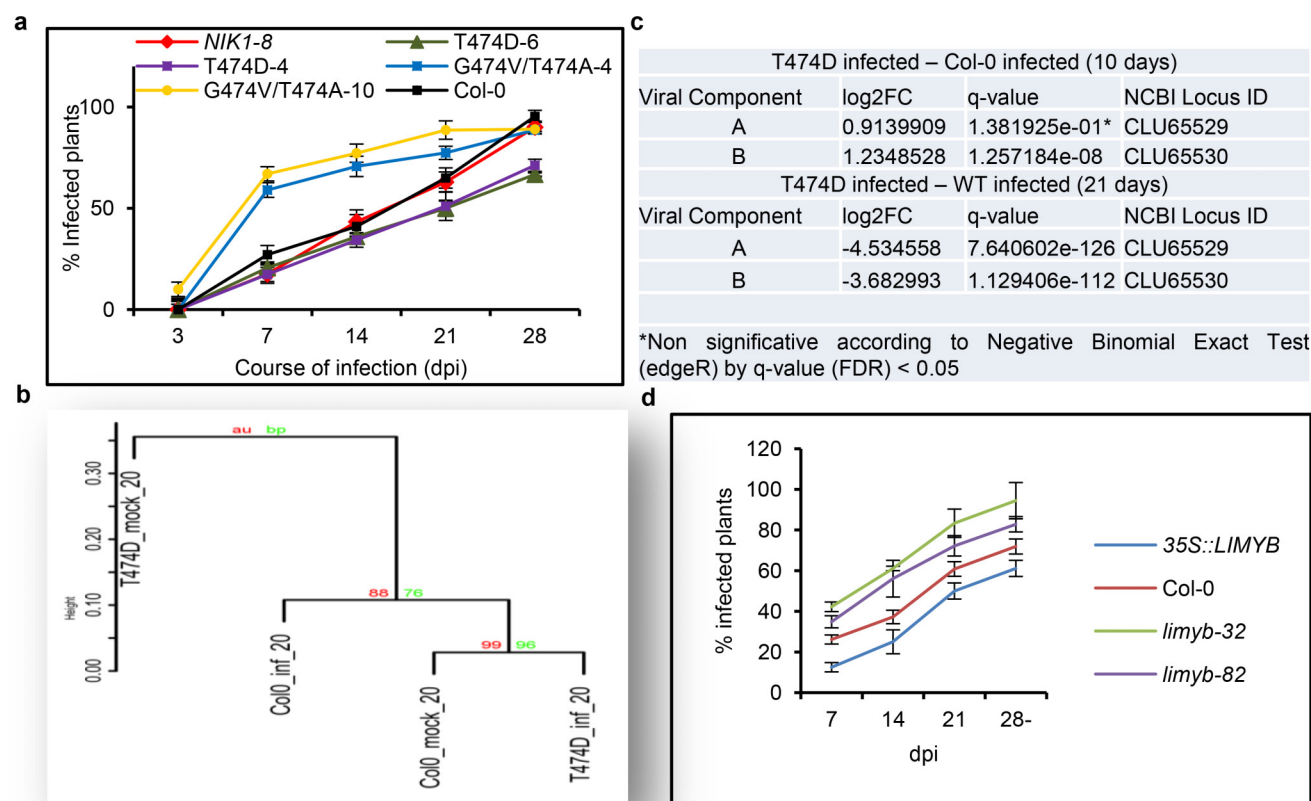 a
NIK1-8 T474D-6
T474D-4 G474V/T474A-4
G474V/T474A-10 Col-0
% Infected plants
100
50
0
3 7 14 21 28
Course of infection (dpi)
b
au bp
Height
0.30
0.20
0.10
0.00
T474D_mock_20
88 76
Col0_inf_20
99 96
Col0_mock_20
T474D_inf_20
c
T474D infected – Col-0 infected (10 days)
Viral Component log2FC q-value NCBI Locus ID
A 0.9139909 1.381925e-01* CLU65529
B 1.2348528 1.257184e-08 CLU65530
T474D infected – WT infected (21 days)
Viral Component log2FC q-value NCBI Locus ID
A -4.534558 7.640602e-126 CLU65529
B -3.682993 1.129406e-112 CLU65530
*Non significative according to Negative Binomial Exact Test
(edgeR) by q-value (FDR) < 0.05
d
% infected plants
120
100
80
60
40
20
0
7 14 21 28-
dpi
35S::LIMYB
Col-0
limyb-32
limyb-82